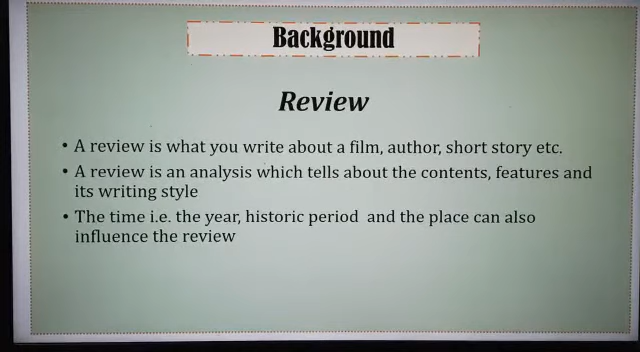 Background
Review
• A review is what you write about a film, author, short story etc.
• A review is an analysis which tells about the contents, features and
its writing style
• The time i.e. the year, historic period and the place can also
influence the review